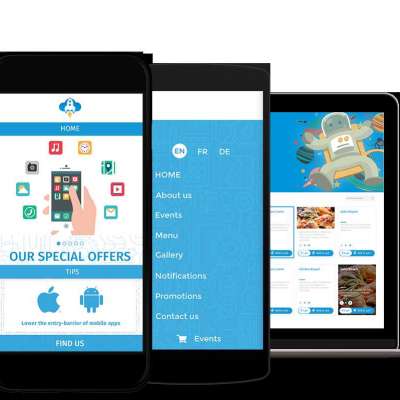 HOME
OUR SPECIAL OFFERS
TIPS
Lower the entry-barrier of mobile apps
FIND US
EN FR DE
HOME
About us
Events
Menu
Gallery
Notifications
Promotions
Contact us
Events